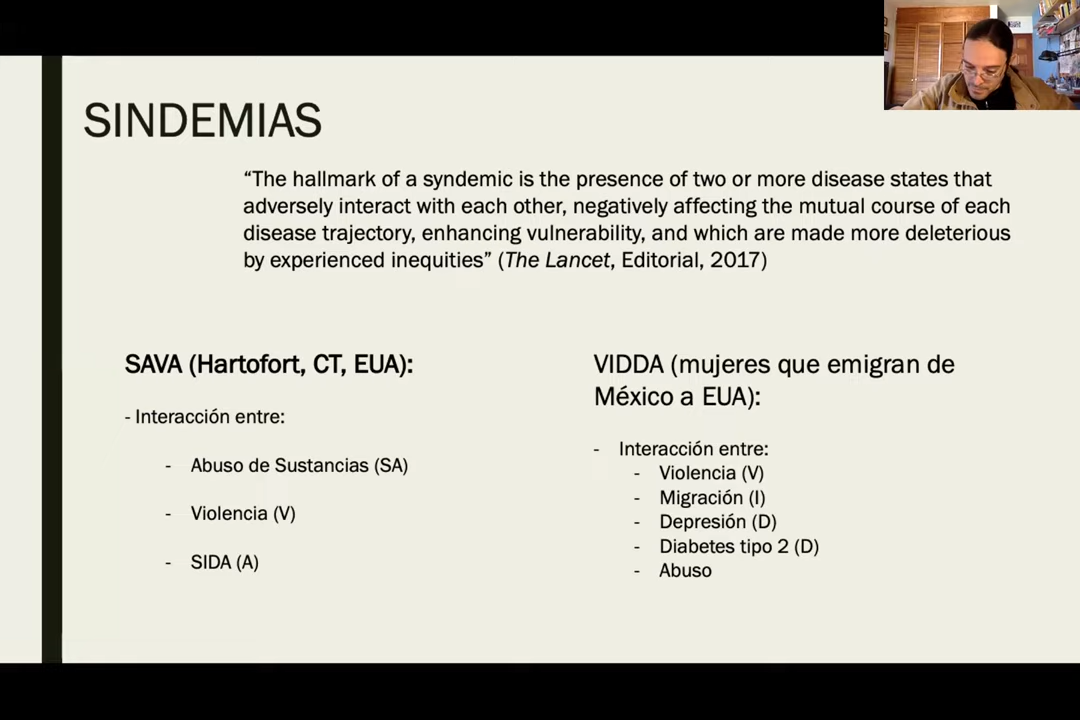 SINDEMIAS
“The hallmark of a syndemic is the presence of two or more disease states that
adversely interact with each other, negatively affecting the mutual course of each
disease trajectory, enhancing vulnerability, and which are made more deleterious
by experienced inequities” (The Lancet, Editorial, 2017)
SAVA (Hartofort, CT, EUA):
- Interacción entre:
- Abuso de Sustancias (SA)
- Violencia (V)
- SIDA (A)
VIDDA (mujeres que emigran de
México a EUA):
- Interacción entre:
- Violencia (V)
- Migración (I)
- Depresión (D)
- Diabetes tipo 2 (D)
- Abuso